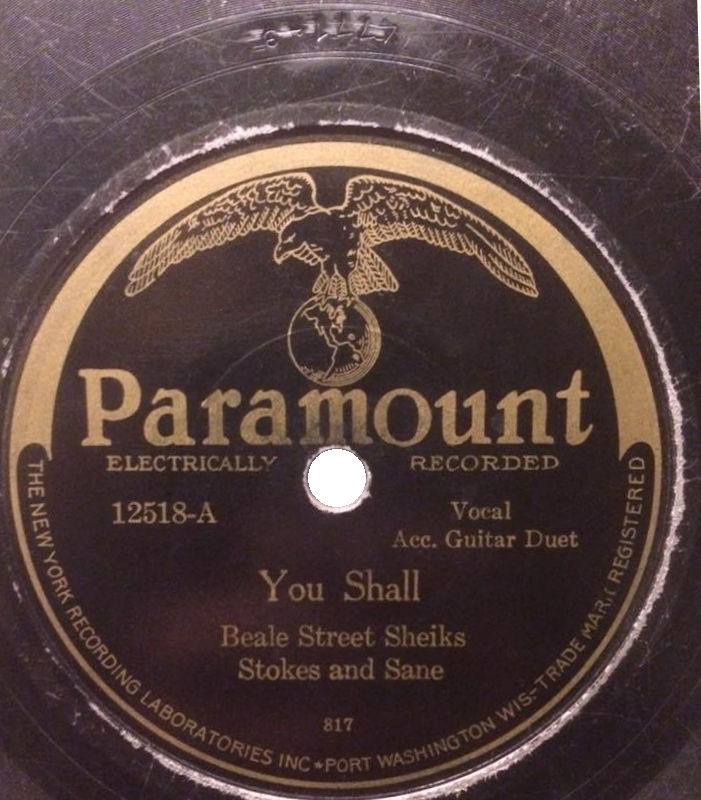 Paramount
ELECTRICALLY RECORDED
12518-A
Vocal
Acc. Guitar Duet
You Shall
Beale Street Sheiks
Stokes and Sane
817
THE NEW YORK RECORDING LABORATORIES INC★PORT WASHINGTON WIS-TRADE MARK REGISTERED